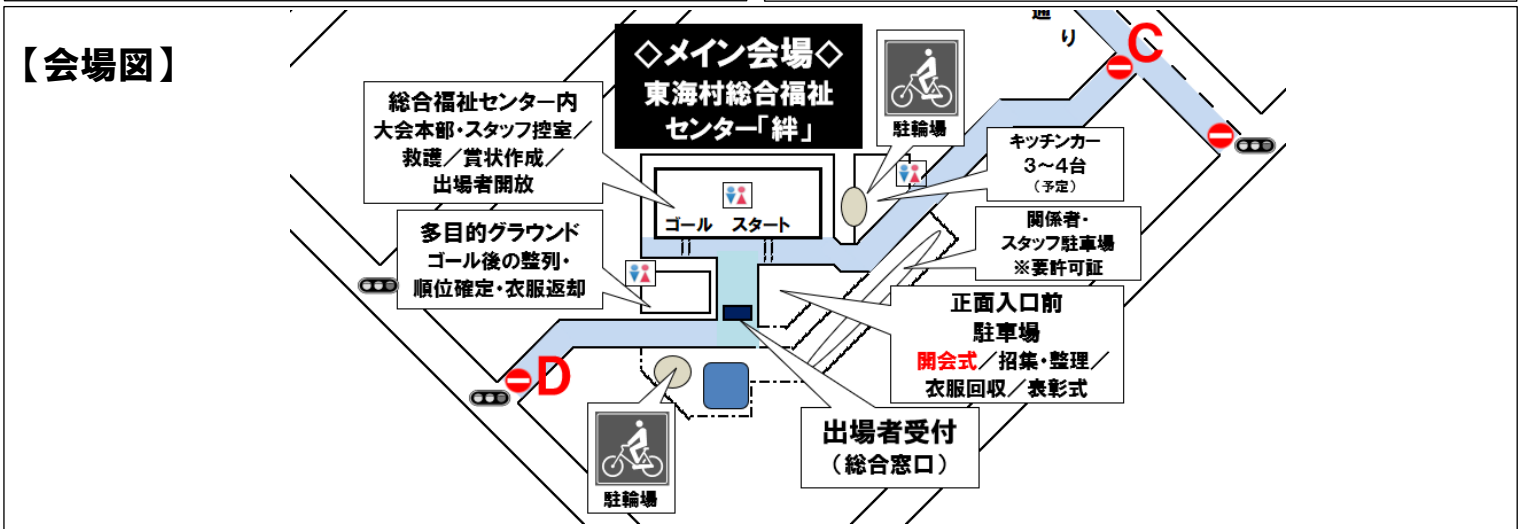 【会場図】
通
り
C
◇メイン会場◇
東海村総合福祉
センター「絆」
駐輪場
総合福祉センター内
大会本部・スタッフ控室／
救護／賞状作成／
出場者開放
キッチンカー
３～４台
（予定）
ゴール　スタート
多目的グラウンド
ゴール後の整列・
順位確定・衣服返却
関係者・
スタッフ駐車場
※要許可証
正面入口前
駐車場
開会式／招集・整理／
衣服回収／表彰式
D
出場者受付
（総合窓口）
駐輪場